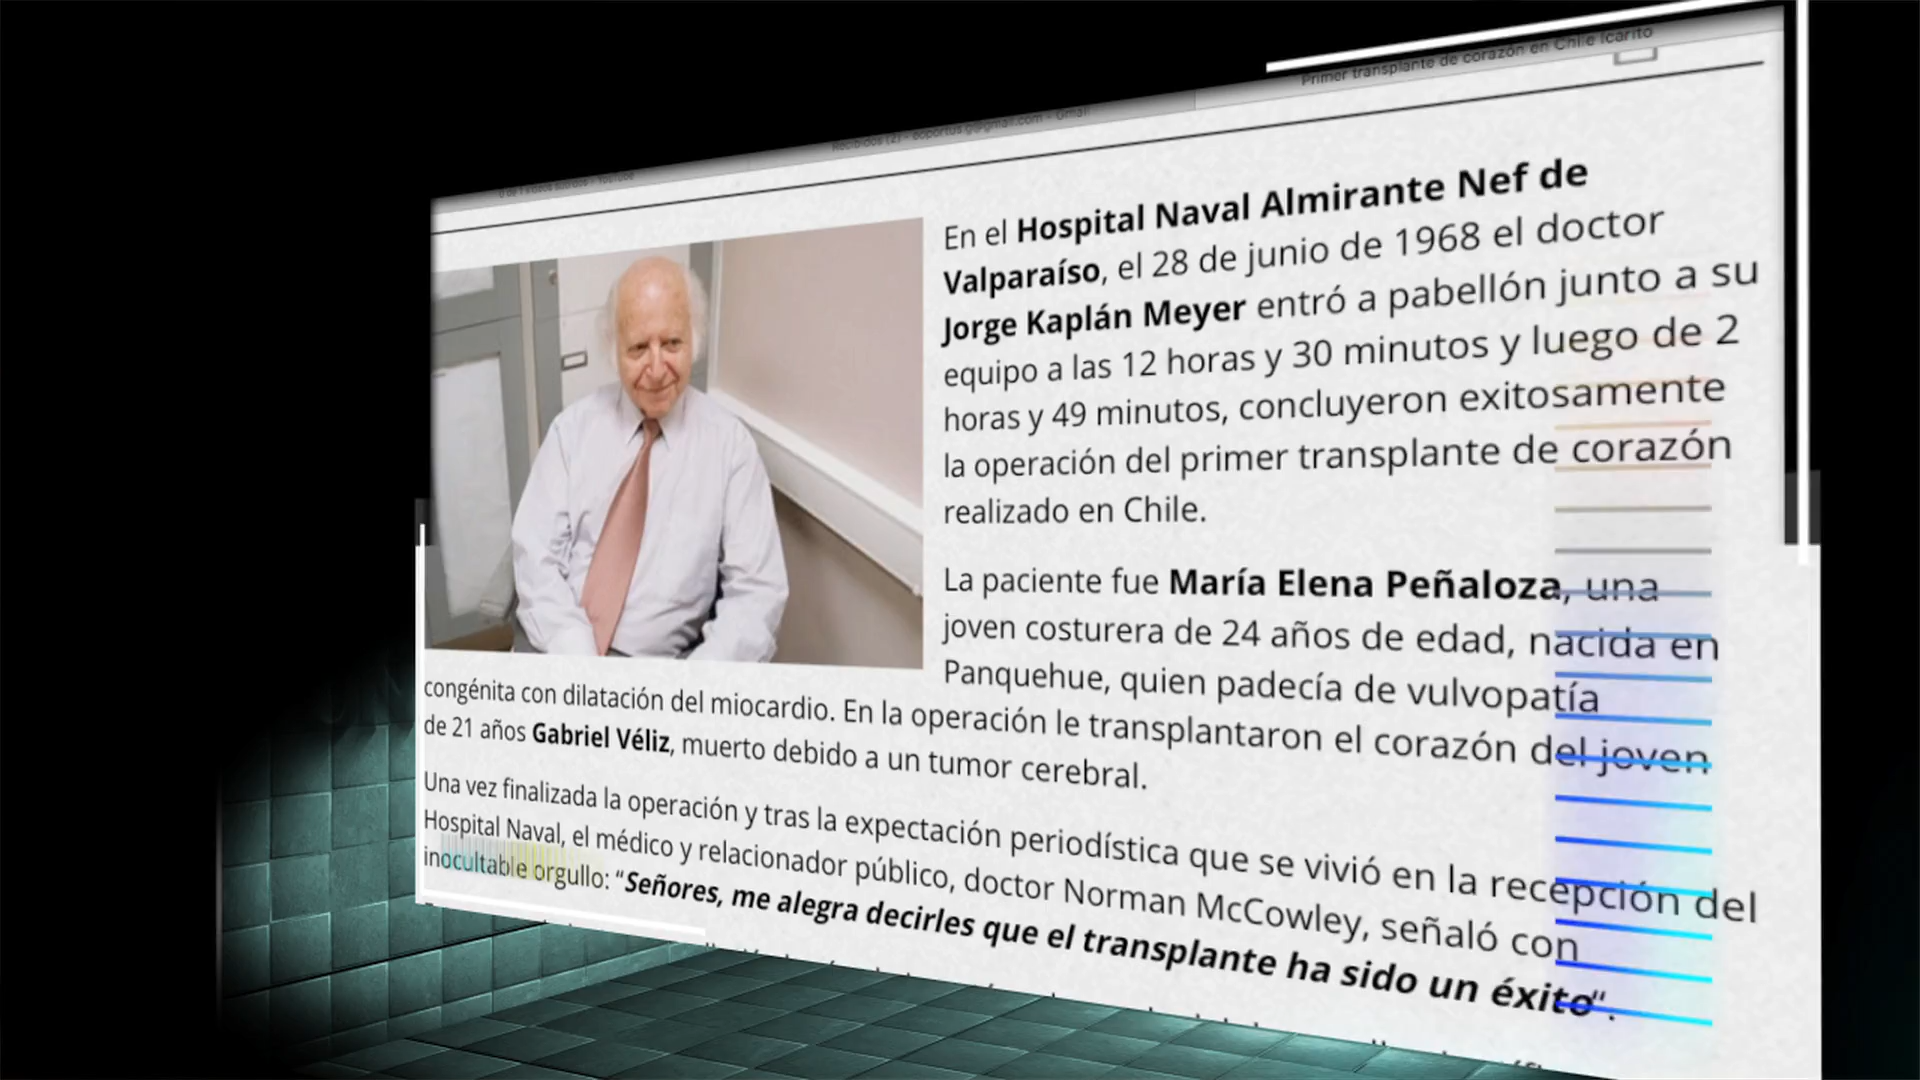 Primer transplante de corazón en Chile Icarito
En el Hospital Naval Almirante Nef de
Valparaíso, el 28 de junio de 1968 el doctor
Jorge Kaplán Meyer entró a pabellón junto a su
equipo a las 12 horas y 30 minutos y luego de 2
horas y 49 minutos, concluyeron exitosamente
la operación del primer transplante de corazón
realizado en Chile.
La paciente fue María Elena Peñaloza, una
joven costurera de 24 años de edad, nacida en
Panquehue, quien padecía de vulvopatía
congénita con dilatación del miocardio. En la operación le transplantaron el corazón del joven
de 21 años Gabriel Véliz, muerto debido a un tumor cerebral.
Una vez finalizada la operación y tras la expectación periodística que se vivió en la recepción del
Hospital Naval, el médico y relacionador público, doctor Norman McCowley, señaló con
inocultable orgullo: “Señores, me alegra decirles que el transplante ha sido un éxito“.